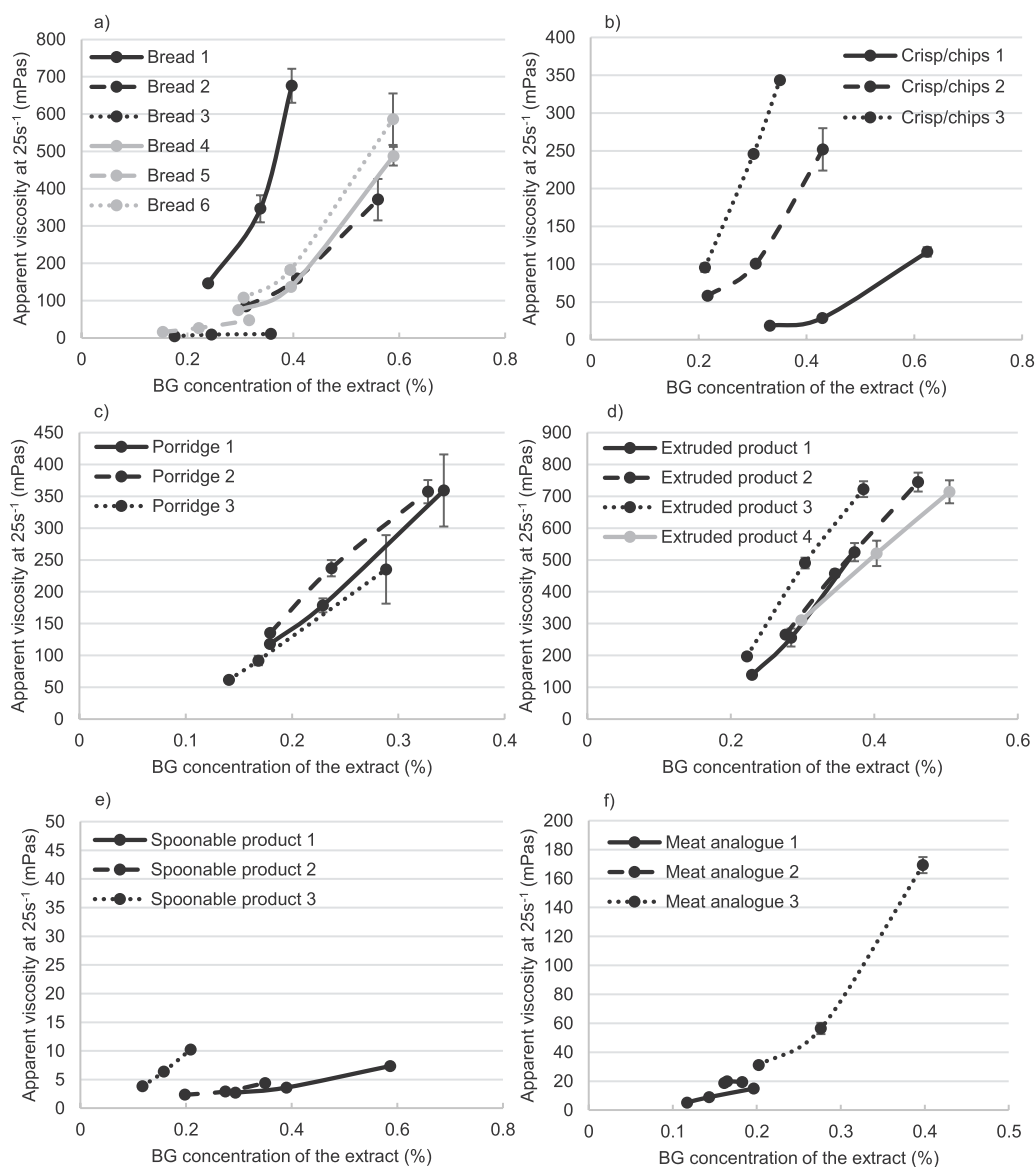 a)
Apparent viscosity at 25s⁻¹ (mPas)
800
700
600
500
400
300
200
100
0
Bread 1
Bread 2
Bread 3
Bread 4
Bread 5
Bread 6
0 0.2 0.4 0.6 0.8
BG concentration of the extract (%)
b)
Apparent viscosity at 25s⁻¹ (mPas)
400
350
300
250
200
150
100
50
0
Crisp/chips 1
Crisp/chips 2
Crisp/chips 3
0 0.2 0.4 0.6 0.8
BG concentration of the extract (%)
c)
Apparent viscosity at 25s⁻¹ (mPas)
450
400
350
300
250
200
150
100
50
0
Porridge 1
Porridge 2
Porridge 3
0 0.1 0.2 0.3 0.4
BG concentration of the extract (%)
d)
Apparent viscosity at 25s⁻¹ (mPas)
900
800
700
600
500
400
300
200
100
0
Extruded product 1
Extruded product 2
Extruded product 3
Extruded product 4
0 0.2 0.4 0.6
BG concentration of the extract (%)
e)
Apparent viscosity at 25s⁻¹ (mPas)
50
45
40
35
30
25
20
15
10
5
0
Spoonable product 1
Spoonable product 2
Spoonable product 3
0 0.2 0.4 0.6 0.8
BG concentration of the extract (%)
f)
Apparent viscosity at 25s⁻¹ (mPas)
200
180
160
140
120
100
80
60
40
20
0
Meat analogue 1
Meat analogue 2
Meat analogue 3
0 0.1 0.2 0.3 0.4 0.5
BG concentration of the extract (%)